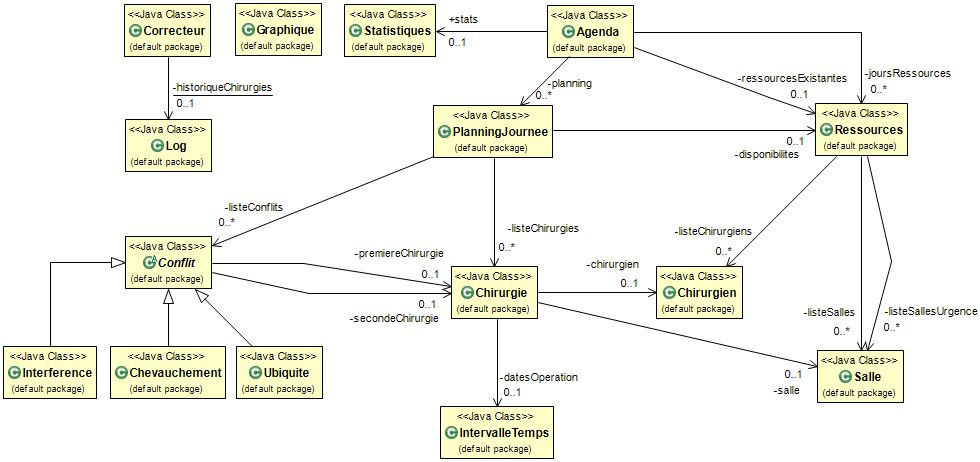 <<Java Class>>
Correcteur
(default package)
<<Java Class>>
Graphique
(default package)
<<Java Class>>
Statistiques
(default package)
+stats
0..1
<<Java Class>>
Agenda
(default package)
-historiqueChirurgies
0..1
-planning
0..*
-ressourcesExistantes
0..1
-joursRessources
0..*
<<Java Class>>
Log
(default package)
<<Java Class>>
PlanningJournee
(default package)
0..1
-disponibilites
<<Java Class>>
Ressources
(default package)
-listeConflits
0..*
-listeChirurgies
0..*
-listeChirurgiens
0..*
<<Java Class>>
Conflit
(default package)
-premiereChirurgie
0..1
0..1
-secondeChirurgie
<<Java Class>>
Chirurgie
(default package)
-chirurgien
0..1
<<Java Class>>
Chirurgien
(default package)
-listeSalles
0..*
-listeSallesUrgence
0..*
<<Java Class>>
Interference
(default package)
<<Java Class>>
Chevauchement
(default package)
<<Java Class>>
Ubiquite
(default package)
-datesOperation
0..1
0..1
-salle
<<Java Class>>
Salle
(default package)
<<Java Class>>
IntervalleTemps
(default package)